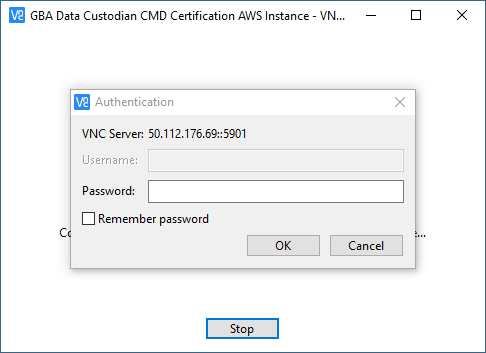 GBA Data Custodian CMD Certification AWS Instance - VN...
Authentication
VNC Server: 50.112.176.69::5901
Username:
Password:
Remember password
OK Cancel
Stop